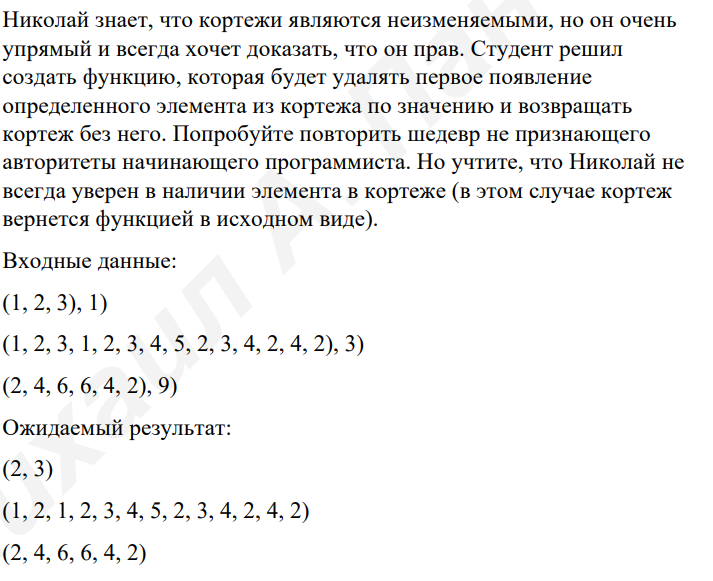 Николай знает, что кортежи являются неизменяемыми, но он очень
упрямый и всегда хочет доказать, что он прав. Студент решил
создать функцию, которая будет удалять первое появление
определенного элемента из кортежа по значению и возвращать
кортеж без него. Попробуйте повторить шедевр не признающего
авторитеты начинающего программиста. Но учтите, что Николай не
всегда уверен в наличии элемента в кортеже (в этом случае кортеж
вернется функцией в исходном виде).
Входные данные:
(1, 2, 3), 1)
(1, 2, 3, 1, 2, 3, 4, 5, 2, 3, 4, 2, 4, 2), 3)
(2, 4, 6, 6, 4, 2), 9)
Ожидаемый результат:
(2, 3)
(1, 2, 1, 2, 3, 4, 5, 2, 3, 4, 2, 4, 2)
(2, 4, 6, 6, 4, 2)